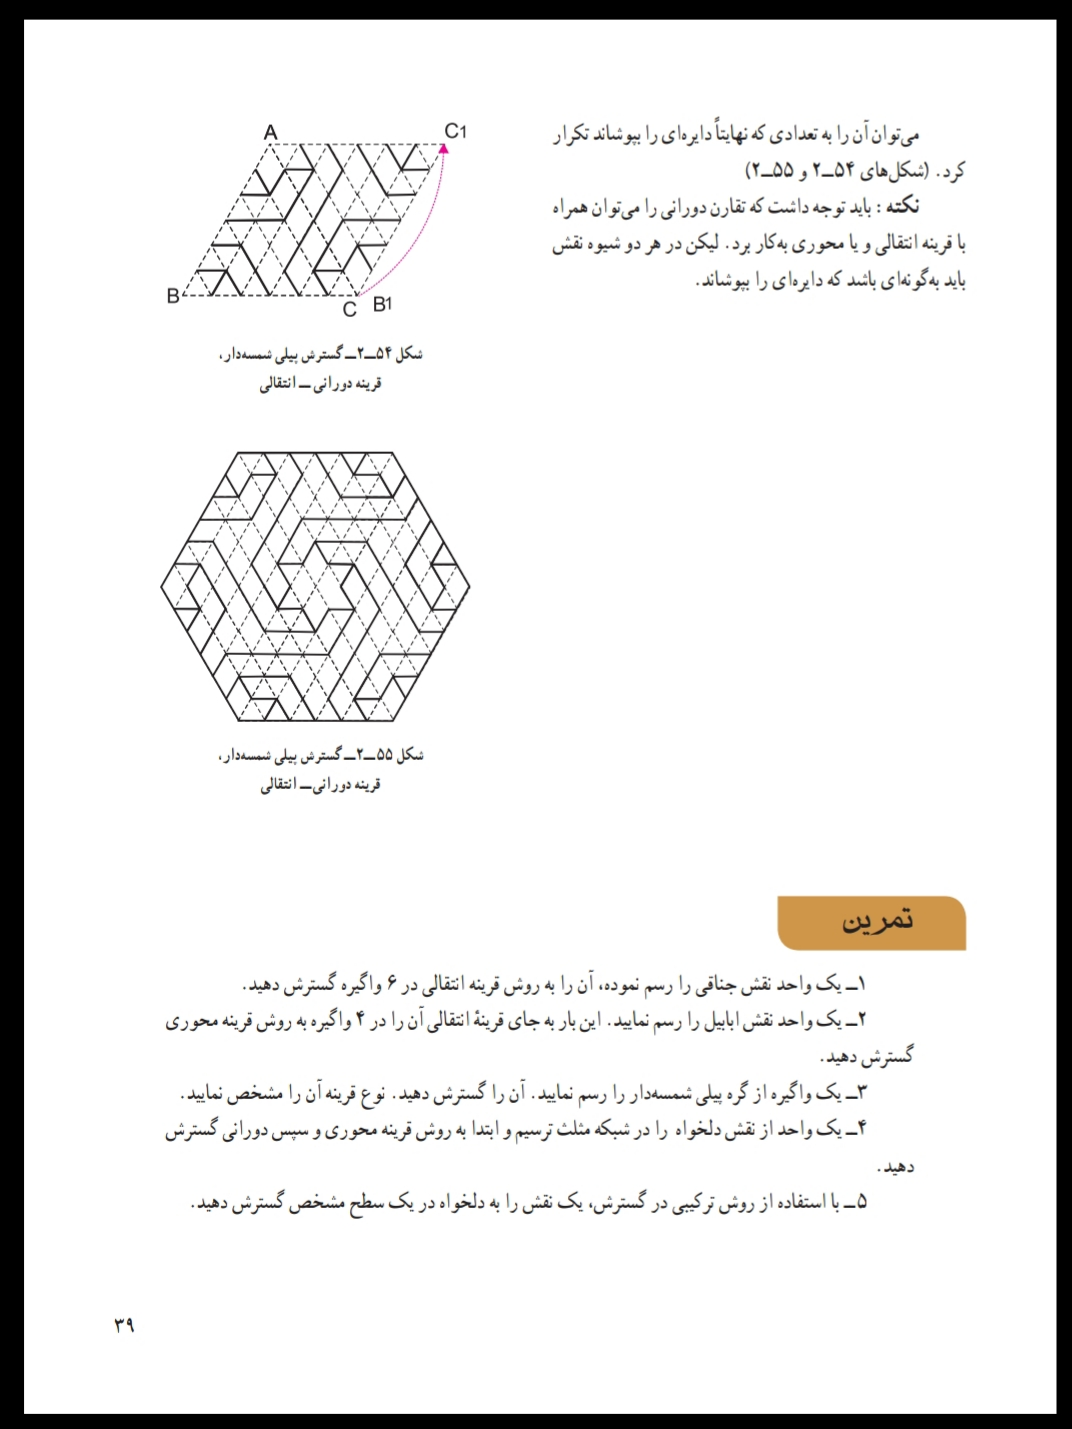 می‌توان آن را به تعدادی که نهایتاً دایره‌ای را بپوشاند تکرار
کرد. (شکل‌های ۵۴ــ۲ و ۵۵ــ۲)
نکته : باید توجه داشت که تقارن دورانی را می‌توان همراه
با قرینه انتقالی و یا محوری به‌کار برد. لیکن در هر دو شیوه نقش
باید به‌گونه‌ای باشد که دایره‌ای را بپوشاند.
A
C1
B
C
B1
شکل ۵۴ــ۲ــ گسترش پیلی شمسه‌دار،
قرینه دورانی ــ انتقالی
شکل ۵۵ــ۲ــ گسترش پیلی شمسه‌دار،
قرینه دورانی ــ انتقالی
تمرین
۱ــ یک واحد نقش جناقی را رسم نموده، آن را به روش قرینه انتقالی در ۶ واگیره گسترش دهید.
۲ــ یک واحد نقش ابابیل را رسم نمایید. این بار به جای قرینهٔ انتقالی آن را در ۴ واگیره به روش قرینه محوری
گسترش دهید.
۳ــ یک واگیره از گره پیلی شمسه‌دار را رسم نمایید. آن را گسترش دهید. نوع قرینه آن را مشخص نمایید.
۴ــ یک واحد از نقش دلخواه را در شبکه مثلث ترسیم و ابتدا به روش قرینه محوری و سپس دورانی گسترش
دهید.
۵ــ با استفاده از روش ترکیبی در گسترش، یک نقش را به دلخواه در یک سطح مشخص گسترش دهید.
۳۹